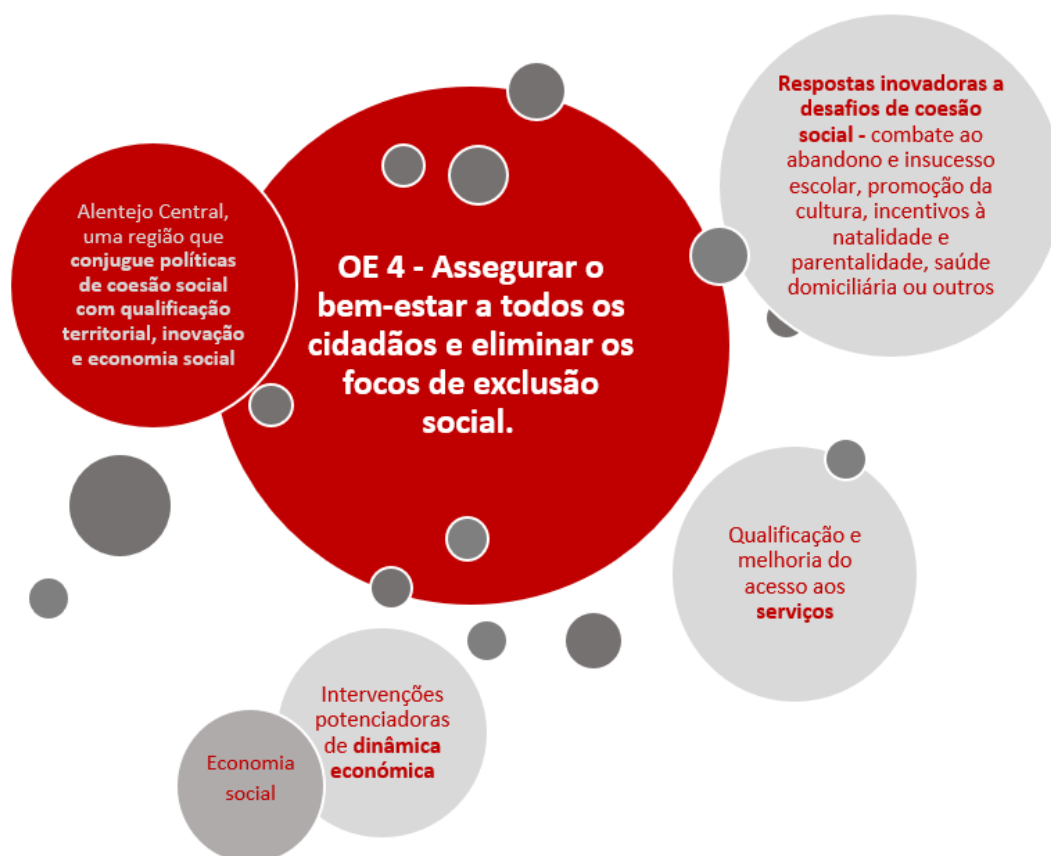 Alentejo Central,
uma região que
conjugue políticas
de coesão social
com qualificação
territorial, inovação
e economia social
OE 4 - Assegurar o
bem-estar a todos os
cidadãos e eliminar os
focos de exclusão
social.
Respostas inovadoras a
desafios de coesão
social - combate ao
abandono e insucesso
escolar, promoção da
cultura, incentivos à
natalidade e
parentalidade, saúde
domiciliária ou outros
Qualificação e
melhoria do
acesso aos
serviços
Intervenções
potenciadoras
de dinâmica
económica
Economia
social